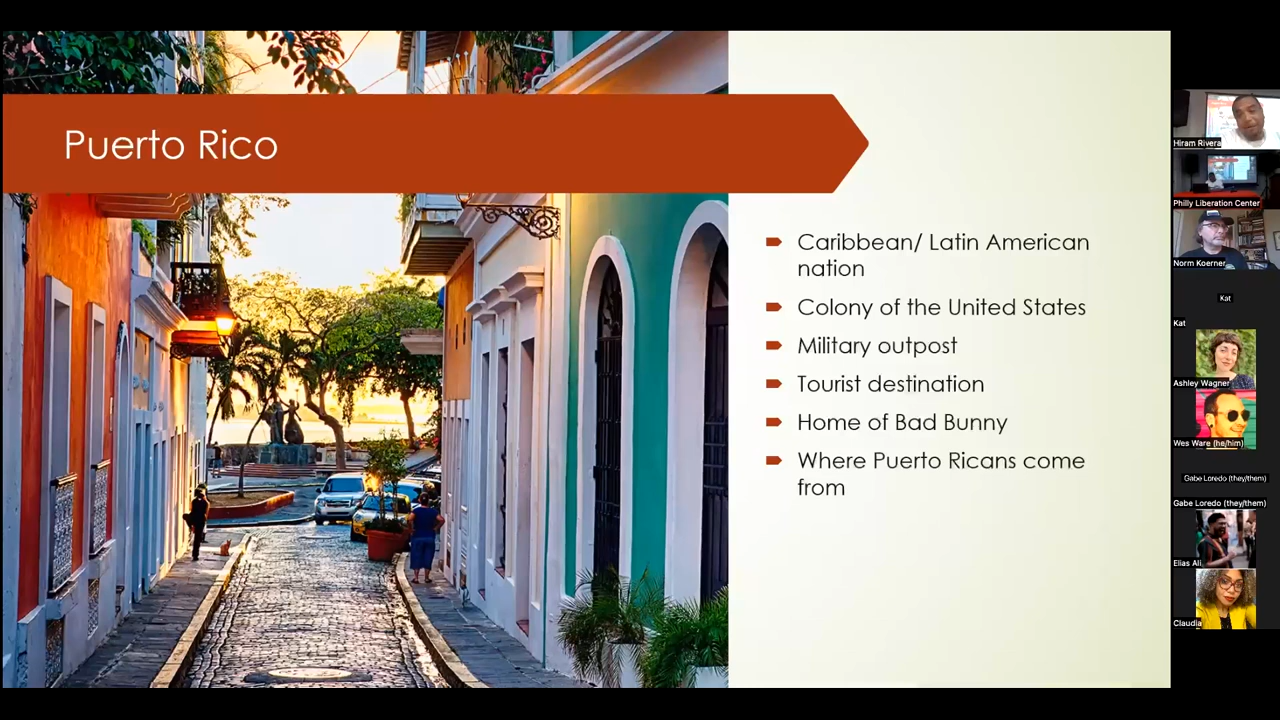 Puerto Rico
Caribbean/ Latin American
nation
Colony of the United States
Military outpost
Tourist destination
Home of Bad Bunny
Where Puerto Ricans come
from
Hiram Rivera
Philly Liberation Center
Norm Koerner
Kat
Kat
Ashley Wagner
Wes Ware (he/him)
Gabe Loredo (they/them)
Gabe Loredo (they/them)
Elias Ali
Claudia